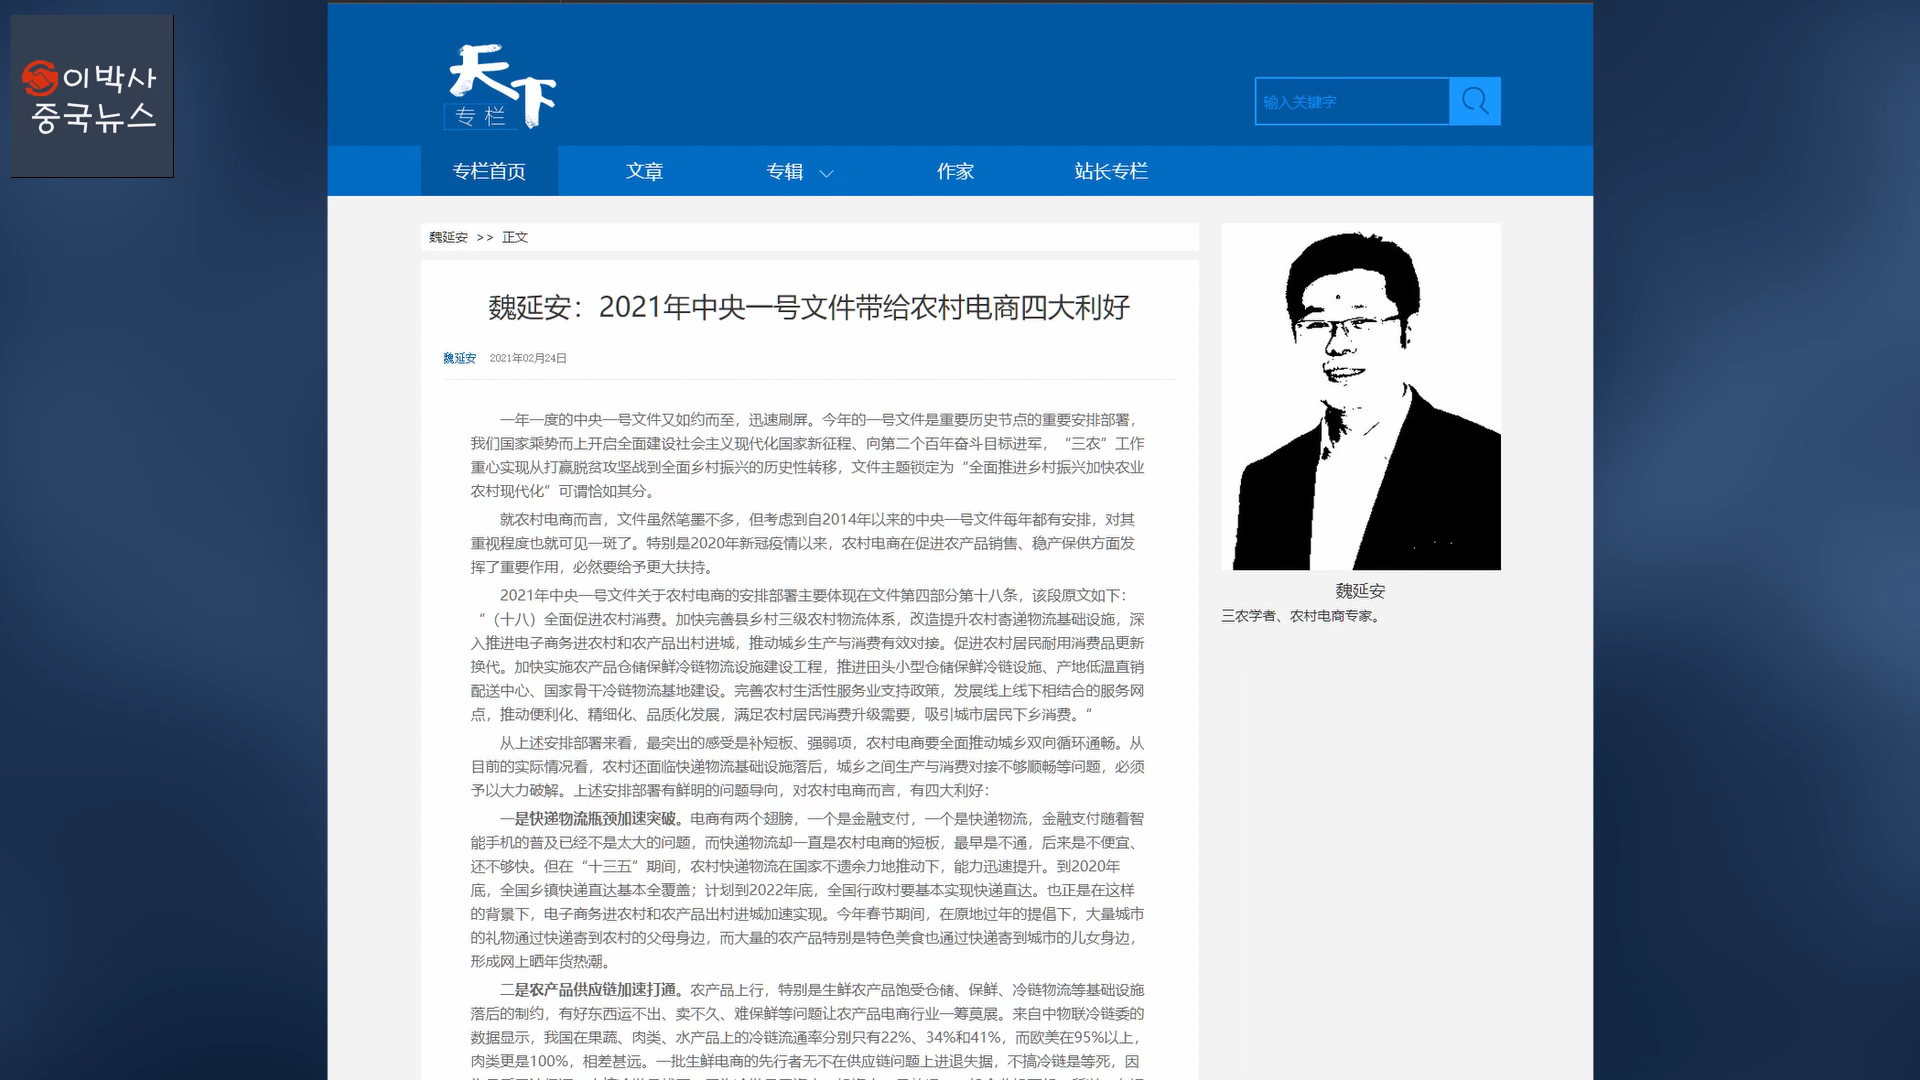 이박사
중국뉴스
天下
专栏
输入关键字
专栏首页 文章 专辑 作家 站长专栏
魏延安 >> 正文
魏延安：2021年中央一号文件带给农村电商四大利好
魏延安 2021年02月24日
一年一度的中央一号文件又如约而至，迅速刷屏。今年的一号文件是重要历史节点的重要安排部署，
我们国家乘势而上开启全面建设社会主义现代化国家新征程、向第二个百年奋斗目标进军，“三农”工作
重心实现从打赢脱贫攻坚战到全面乡村振兴的历史性转移，文件主题锁定为“全面推进乡村振兴加快农业
农村现代化”可谓恰如其分。
就农村电商而言，文件虽然笔墨不多，但考虑到自2014年以来的中央一号文件每年都有安排，对其
重视程度也就可见一斑了。特别是2020年新冠疫情以来，农村电商在促进农产品销售、稳产保供方面发
挥了重要作用，必然要给予更大扶持。
2021年中央一号文件关于农村电商的安排部署主要体现在文件第四部分第十八条，该段原文如下：
“（十八）全面促进农村消费。加快完善县乡村三级农村物流体系，改造提升农村寄递物流基础设施，深
入推进电子商务进农村和农产品出村进城，推动城乡生产与消费有效对接。促进农村居民耐用消费品更新
换代。加快实施农产品仓储保鲜冷链物流设施建设工程，推进田头小型仓储保鲜冷链设施、产地低温直销
配送中心、国家骨干冷链物流基地建设。完善农村生活性服务业支持政策，发展线上线下相结合的服务网
点，推动便利化、精细化、品质化发展，满足农村居民消费升级需要，吸引城市居民下乡消费。”
从上述安排部署来看，最突出的感受是补短板、强弱项，农村电商要全面推动城乡双向循环通畅。从
目前的实际情况看，农村还面临快递物流基础设施落后，城乡之间生产与消费对接不够顺畅等问题，必须
予以大力破解。上述安排部署有鲜明的问题导向，对农村电商而言，有四大利好：
一是快递物流瓶颈加速突破。电商有两个翅膀，一个是金融支付，一个是快递物流，金融支付随着智
能手机的普及已经不是太大的问题，而快递物流却一直是农村电商的短板，最早是不通，后来是不便宜、
还不够快。但在“十三五”期间，农村快递物流在国家不遗余力地推动下，能力迅速提升。到2020年
底，全国乡镇快递直达基本全覆盖；计划到2022年底，全国行政村要基本实现快递直达。也正是在这样
的背景下，电子商务进农村和农产品出村进城加速实现。今年春节期间，在原地过年的提倡下，大量城市
的礼物通过快递寄到农村的父母身边，而大量的农产品特别是特色美食也通过快递寄到城市的儿女身边，
形成网上晒年货热潮。
二是农产品供应链加速打通。农产品上行，特别是生鲜农产品饱受仓储、保鲜、冷链物流等基础设施
落后的制约，有好东西运不出、卖不久、难保鲜等问题让农产品电商行业一筹莫展。来自中物联冷链委的
数据显示，我国在果蔬、肉类、水产品上的冷链流通率分别只有22%、34%和41%，而欧美在95%以上，
肉类更是100%，相差甚远。一批生鲜电商的先行者无不在供应链问题上进退失据，不搞冷链是等死，因
魏延安
三农学者、农村电商专家。